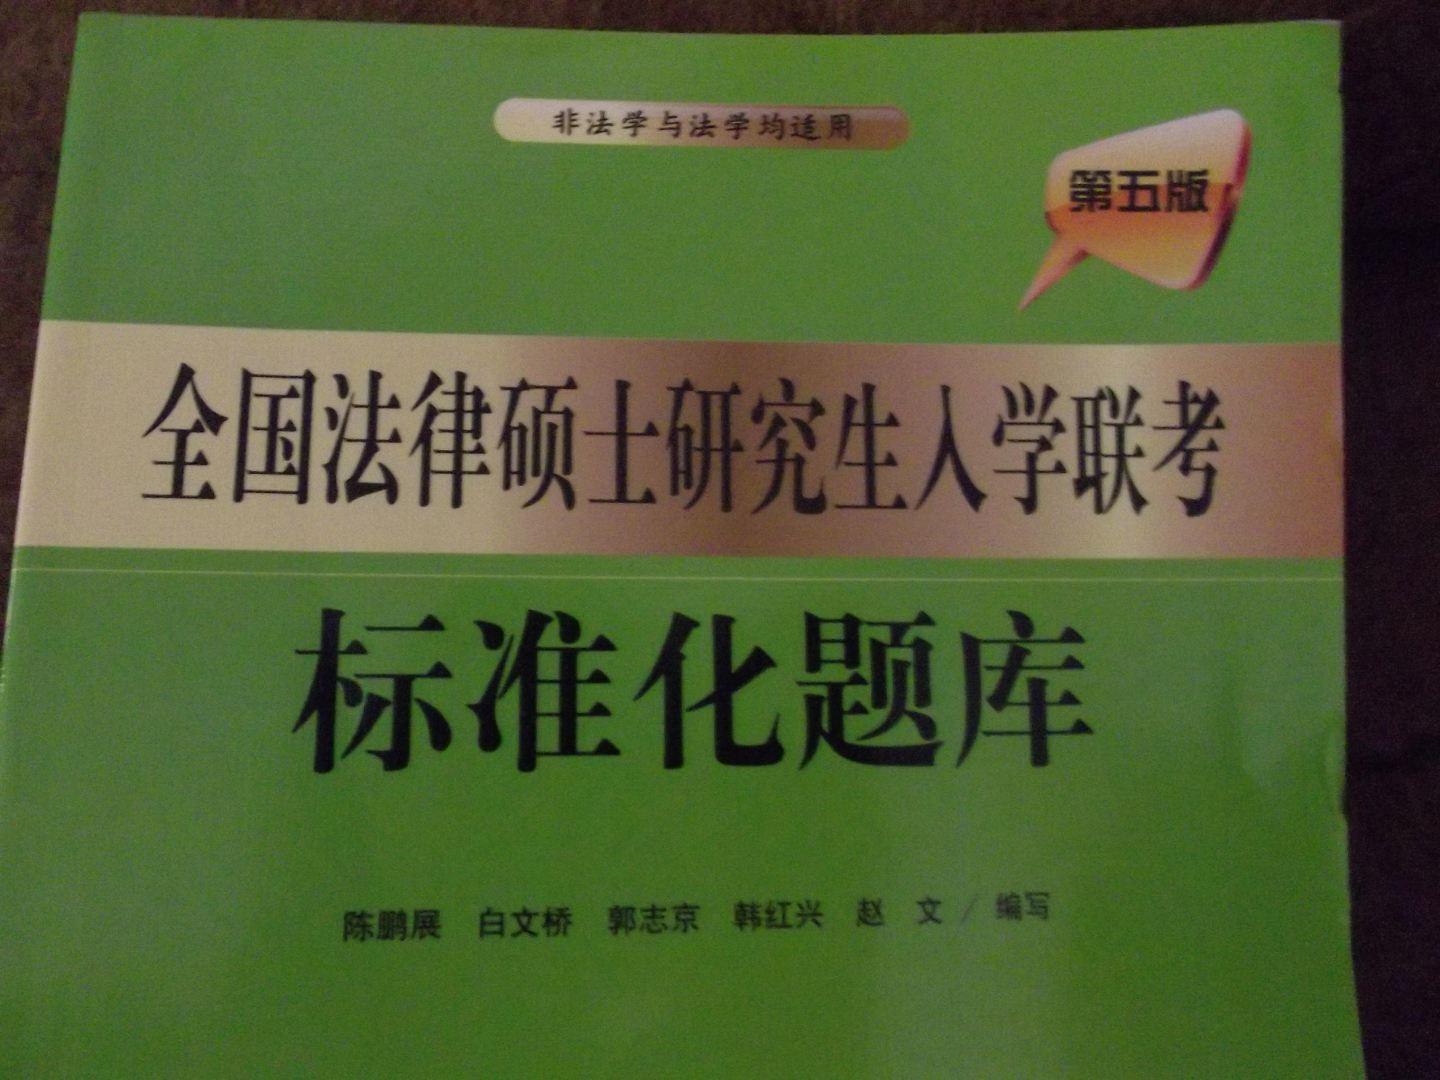 非法学与法学均适用
第五版
全国法律硕士研究生入学联考
标准化题库
陈鹏展 白文桥 郭志京 韩红兴 赵 文 / 编写